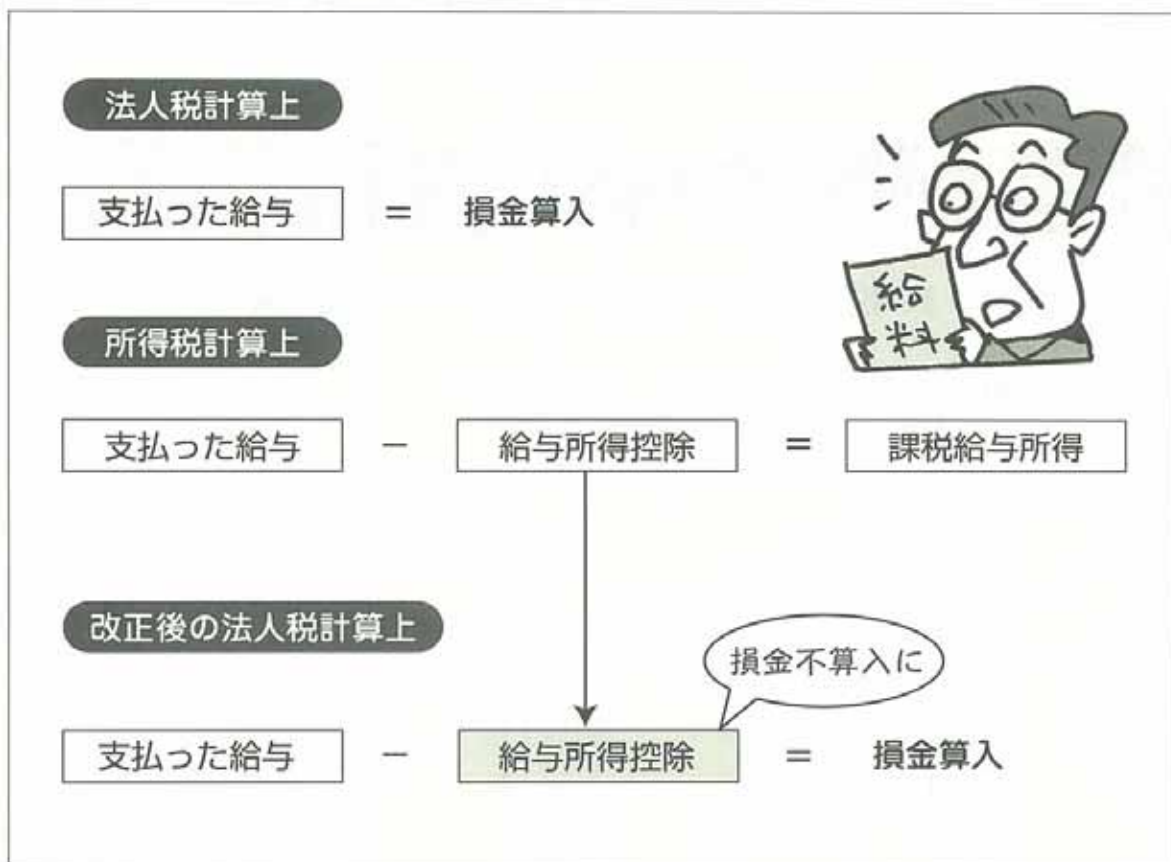 法人税計算上
支払った給与 = 損金算入
給料
所得税計算上
支払った給与 − 給与所得控除 = 課税給与所得
改正後の法人税計算上
損金不算入に
支払った給与 − 給与所得控除 = 損金算入